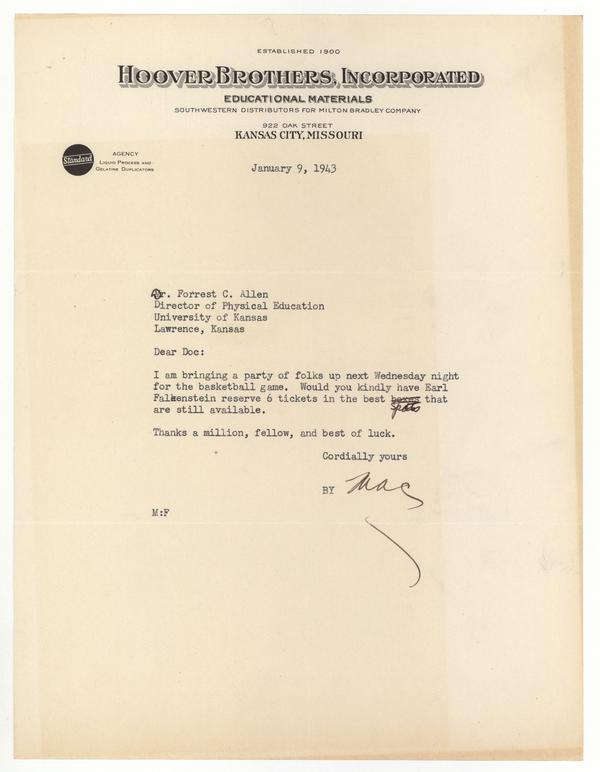 ESTABLISHED 1900
HOOVER BROTHERS, INCORPORATED
EDUCATIONAL MATERIALS
SOUTHWESTERN DISTRIBUTORS FOR MILTON BRADLEY COMPANY
922 OAK STREET
KANSAS CITY, MISSOURI
Standard
AGENCY
LIQUID PROCESS AND
GELATINE DUPLICATORS
January 9, 1943
Dr. Forrest C. Allen
Director of Physical Education
University of Kansas
Lawrence, Kansas
Dear Doc:
I am bringing a party of folks up next Wednesday night
for the basketball game. Would you kindly have Earl
Falkenstein reserve 6 tickets in the best boxes that
spots
are still available.
Thanks a million, fellow, and best of luck.
Cordially yours
BY Mac
M:F